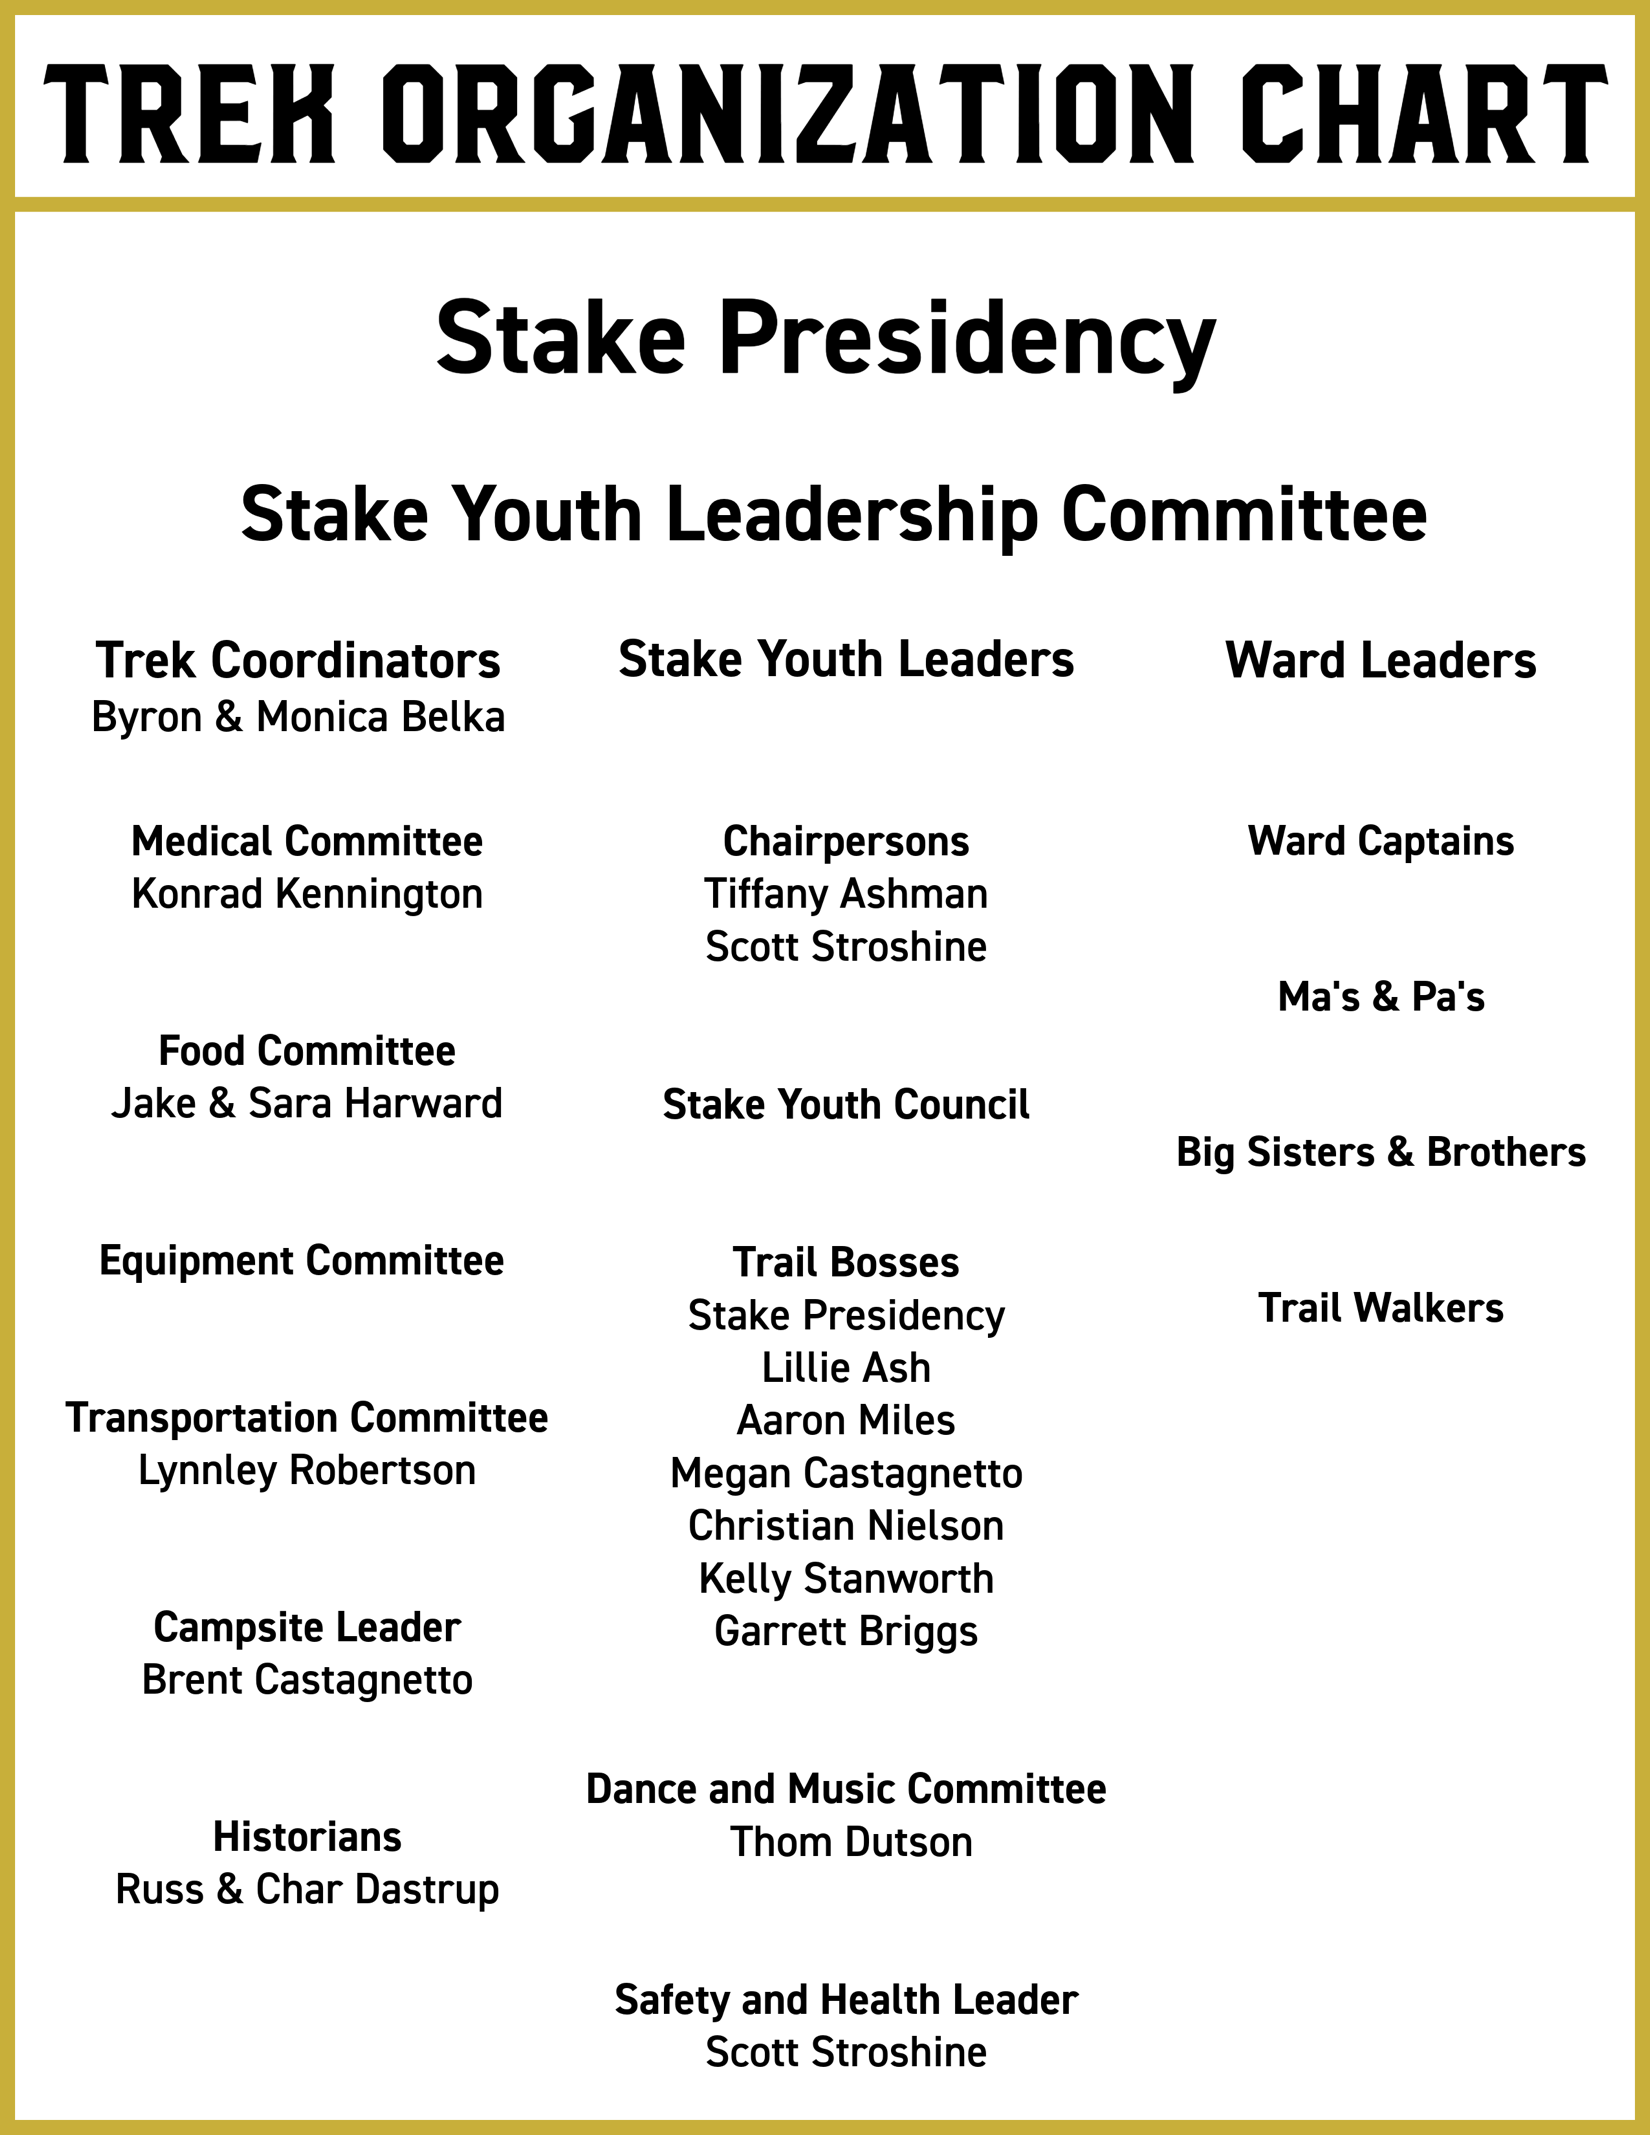 TREK ORGANIZATION CHART
Stake Presidency
Stake Youth Leadership Committee
Trek Coordinators
Byron & Monica Belka
Medical Committee
Konrad Kennington
Food Committee
Jake & Sara Harward
Equipment Committee
Transportation Committee
Lynnley Robertson
Campsite Leader
Brent Castagnetto
Historians
Russ & Char Dastrup
Stake Youth Leaders
Chairpersons
Tiffany Ashman
Scott Stroshine
Stake Youth Council
Trail Bosses
Stake Presidency
Lillie Ash
Aaron Miles
Megan Castagnetto
Christian Nielson
Kelly Stanworth
Garrett Briggs
Dance and Music Committee
Thom Dutson
Safety and Health Leader
Scott Stroshine
Ward Leaders
Ward Captains
Ma's & Pa's
Big Sisters & Brothers
Trail Walkers